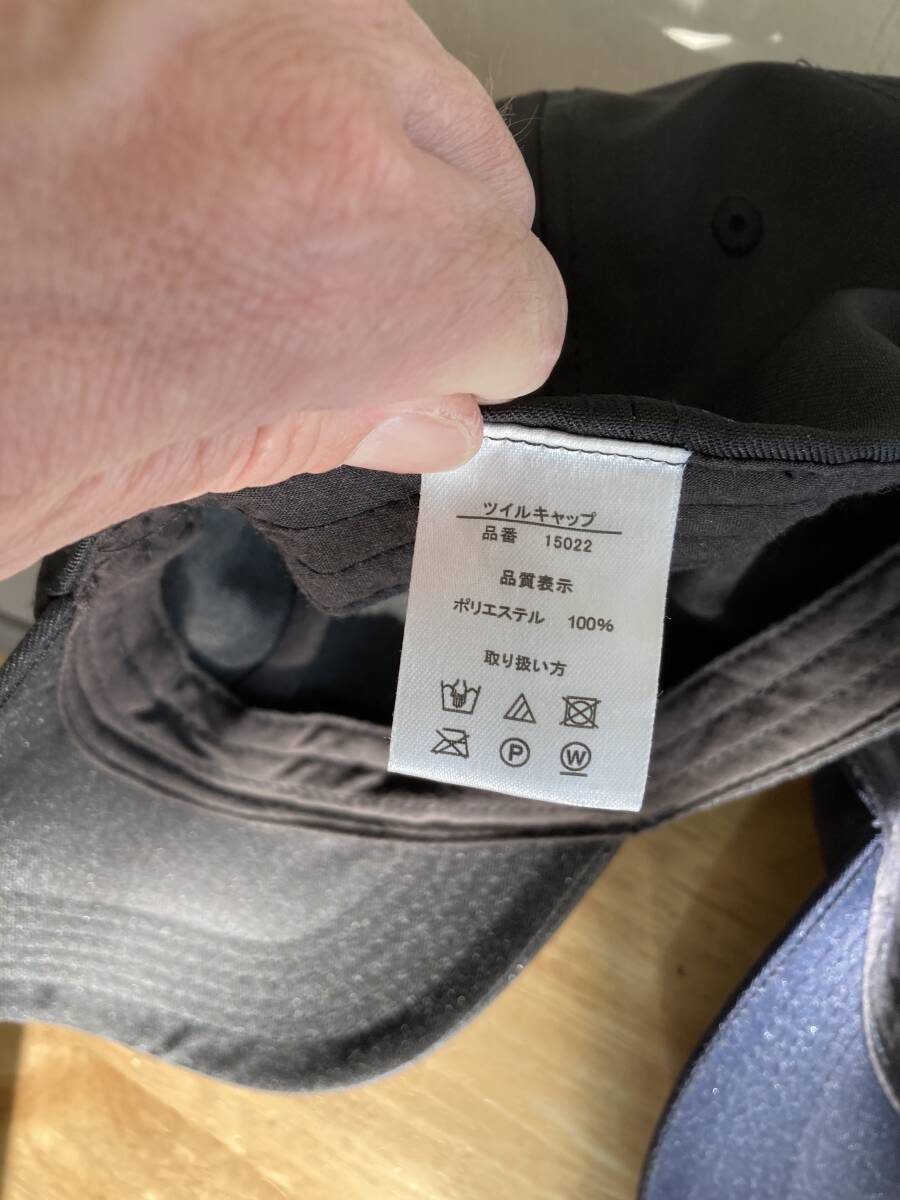 ツイルキャップ
品番 15022
品質表示
ポリエステル 100%
取り扱い方
P W